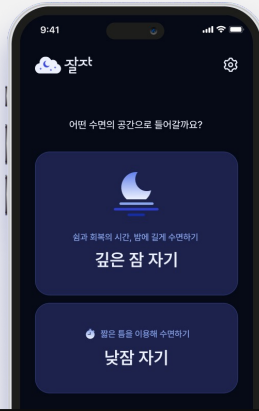 9:41
잘자
어떤 수면의 공간으로 들어갈까요?
쉼과 회복의 시간, 밤에 길게 수면하기
깊은 잠 자기
짧은 틈을 이용해 수면하기
낮잠 자기